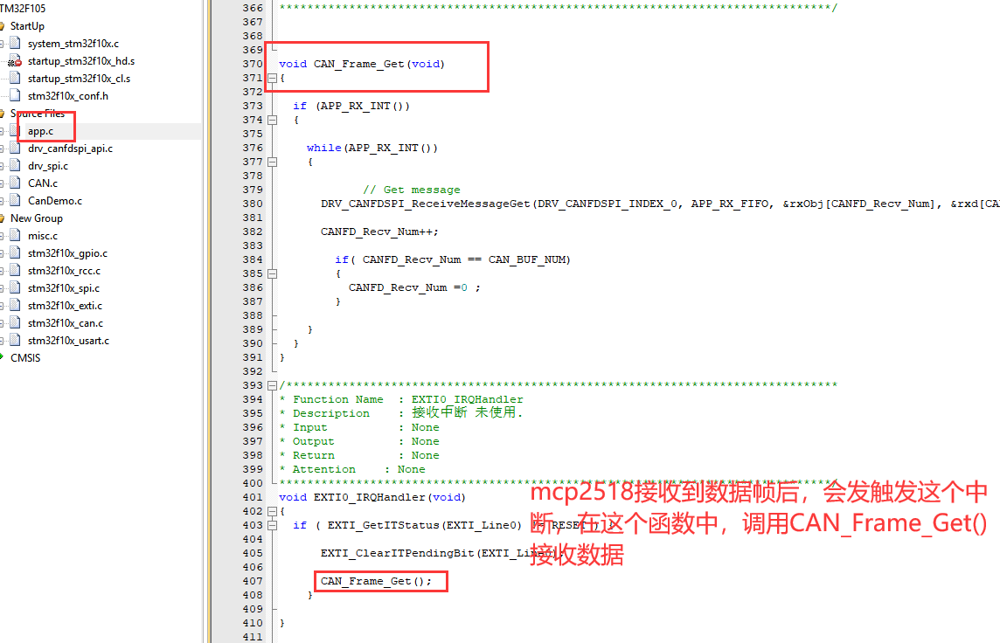 TM32F105
StartUp
system_stm32f10x.c
startup_stm32f10x_hd.s
startup_stm32f10x_cl.s
stm32f10x_conf.h
Source Files
app.c
drv_canfdspi_api.c
drv_spi.c
CAN.c
CanDemo.c
New Group
misc.c
stm32f10x_gpio.c
stm32f10x_rcc.c
stm32f10x_spi.c
stm32f10x_exti.c
stm32f10x_can.c
stm32f10x_usart.c
CMSIS
366 *******************************************************************************/
367
368
369
370 void CAN_Frame_Get(void)
371 {
372
373 if (APP_RX_INT())
374 {
375
376 while(APP_RX_INT())
377 {
378
379 // Get message
380 DRV_CANFDSPI_ReceiveMessageGet(DRV_CANFDSPI_INDEX_0, APP_RX_FIFO, &rxObj[CANFD_Recv_Num], &rxd[CA
381
382 CANFD_Recv_Num++;
383
384 if( CANFD_Recv_Num == CAN_BUF_NUM)
385 {
386 CANFD_Recv_Num =0 ;
387 }
388
389 }
390 }
391 }
392
393 /*******************************************************************************
394 * Function Name : EXTI0_IRQHandler
395 * Description : 接收中断 未使用.
396 * Input : None
397 * Output : None
398 * Return : None
399 * Attention : None
400 *******************************************************************************/
401 void EXTI0_IRQHandler(void)
402 {
403 if ( EXTI_GetITStatus(EXTI_Line0) != RESET )
404
405 EXTI_ClearITPendingBit(EXTI_Line0);
406
407 CAN_Frame_Get();
408 }
409
410 }
411
mcp2518接收到数据帧后，会发触发这个中
断，在这个函数中，调用CAN_Frame_Get()
接收数据